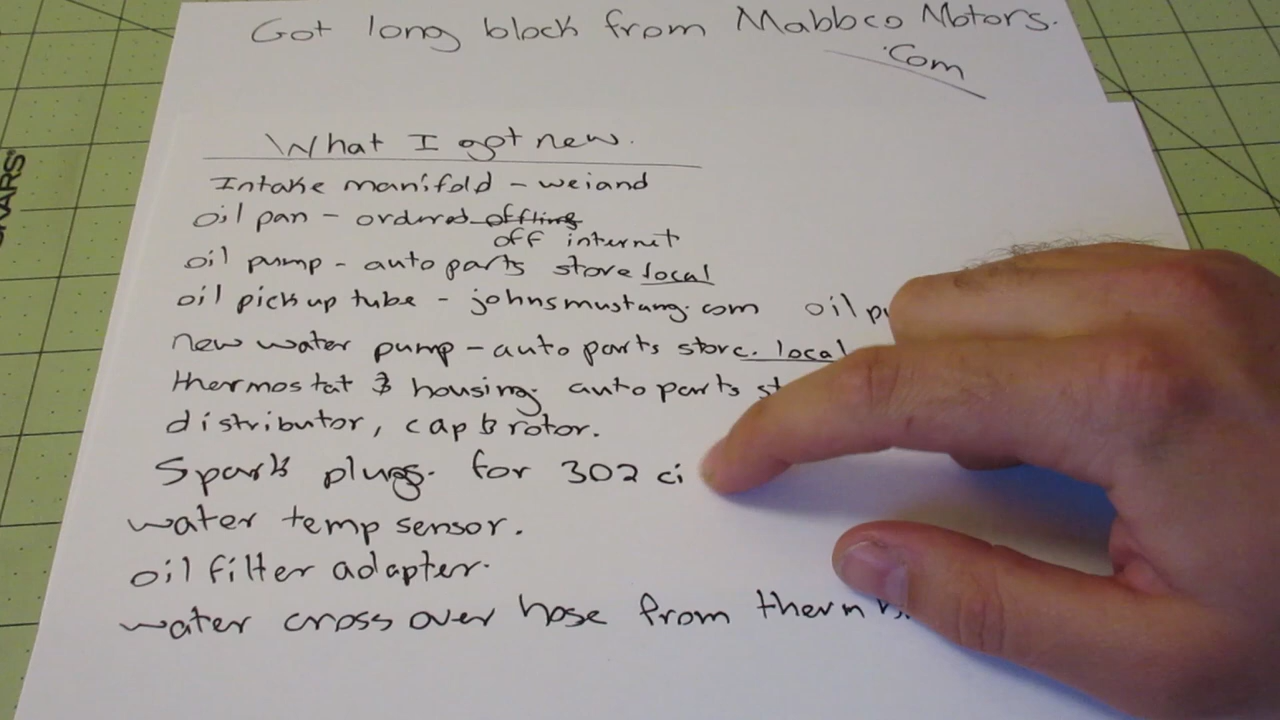 Got long block from Mabbco Motors.
.Com
What I got new.
Intake manifold - weiand
oil pan - ordered offline
off internet
oil pump - auto parts store local
oil pick up tube - johnsmustang.com oil
new water pump - auto parts store. local
thermostat & housing. auto parts
distributor, cap & rotor.
Spark plugs. for 302 ci
water temp sensor.
oil filter adapter.
water cross over hose from